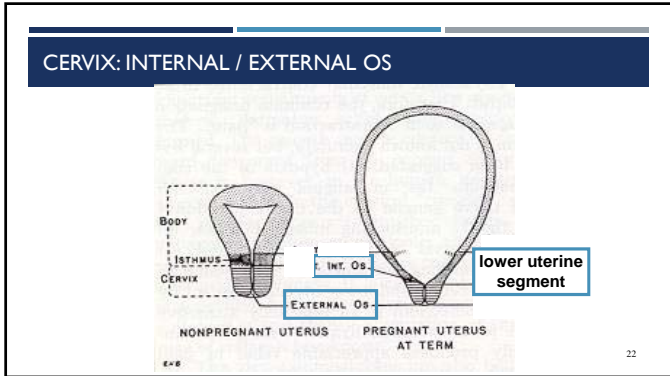 CERVIX: INTERNAL / EXTERNAL OS
BODY
ISTHMUS
CERVIX
T. INT. OS.
lower uterine
segment
EXTERNAL OS
NONPREGNANT UTERUS
PREGNANT UTERUS
AT TERM
22